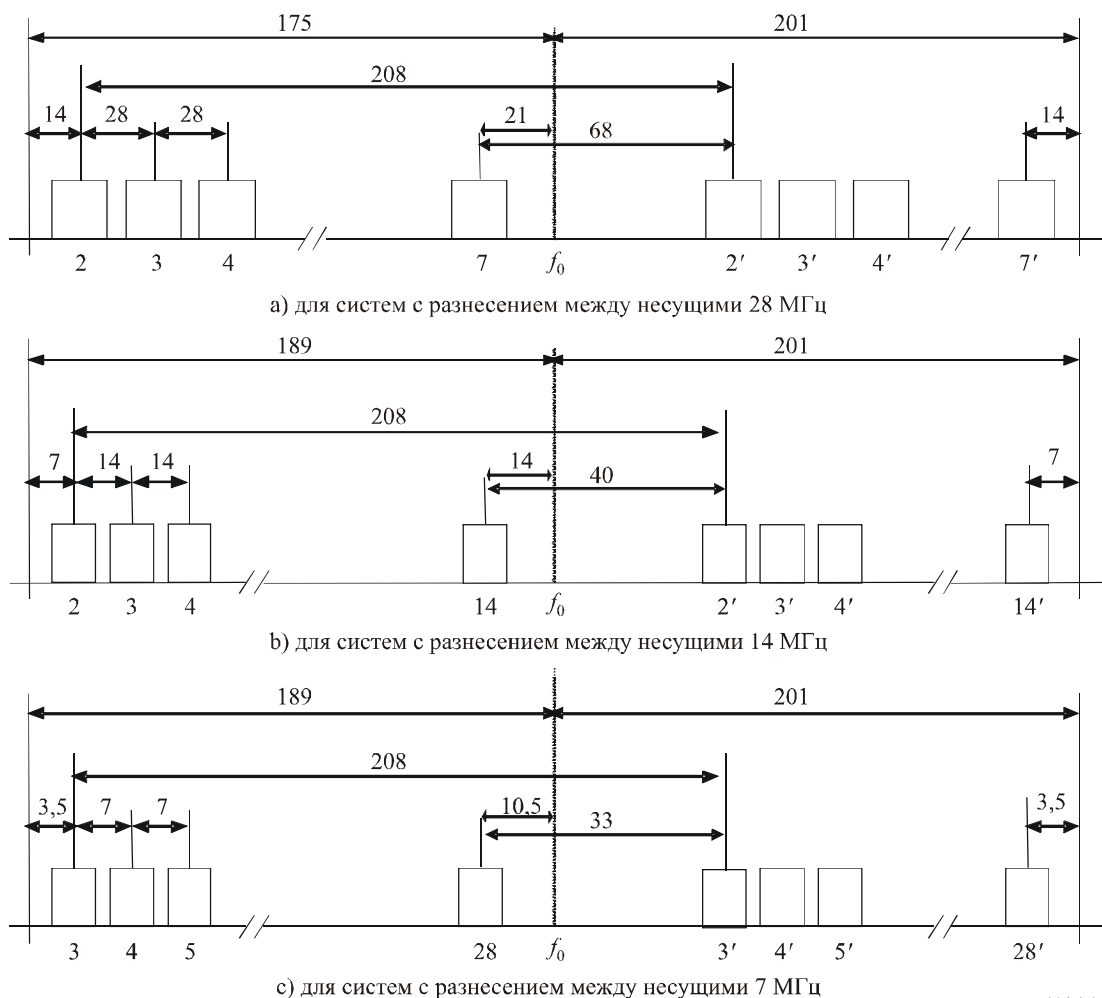 175 201
208
14 28 28 21 68 14
2 3 4 7 f₀ 2′ 3′ 4′ 7′
a) для систем с разнесением между несущими 28 МГц
189 201
208
7 14 14 14 40 7
2 3 4 14 f₀ 2′ 3′ 4′ 14′
b) для систем с разнесением между несущими 14 МГц
189 201
208
3,5 7 7 10,5 33 3,5
3 4 5 28 f₀ 3′ 4′ 5′ 28′
c) для систем с разнесением между несущими 7 МГц